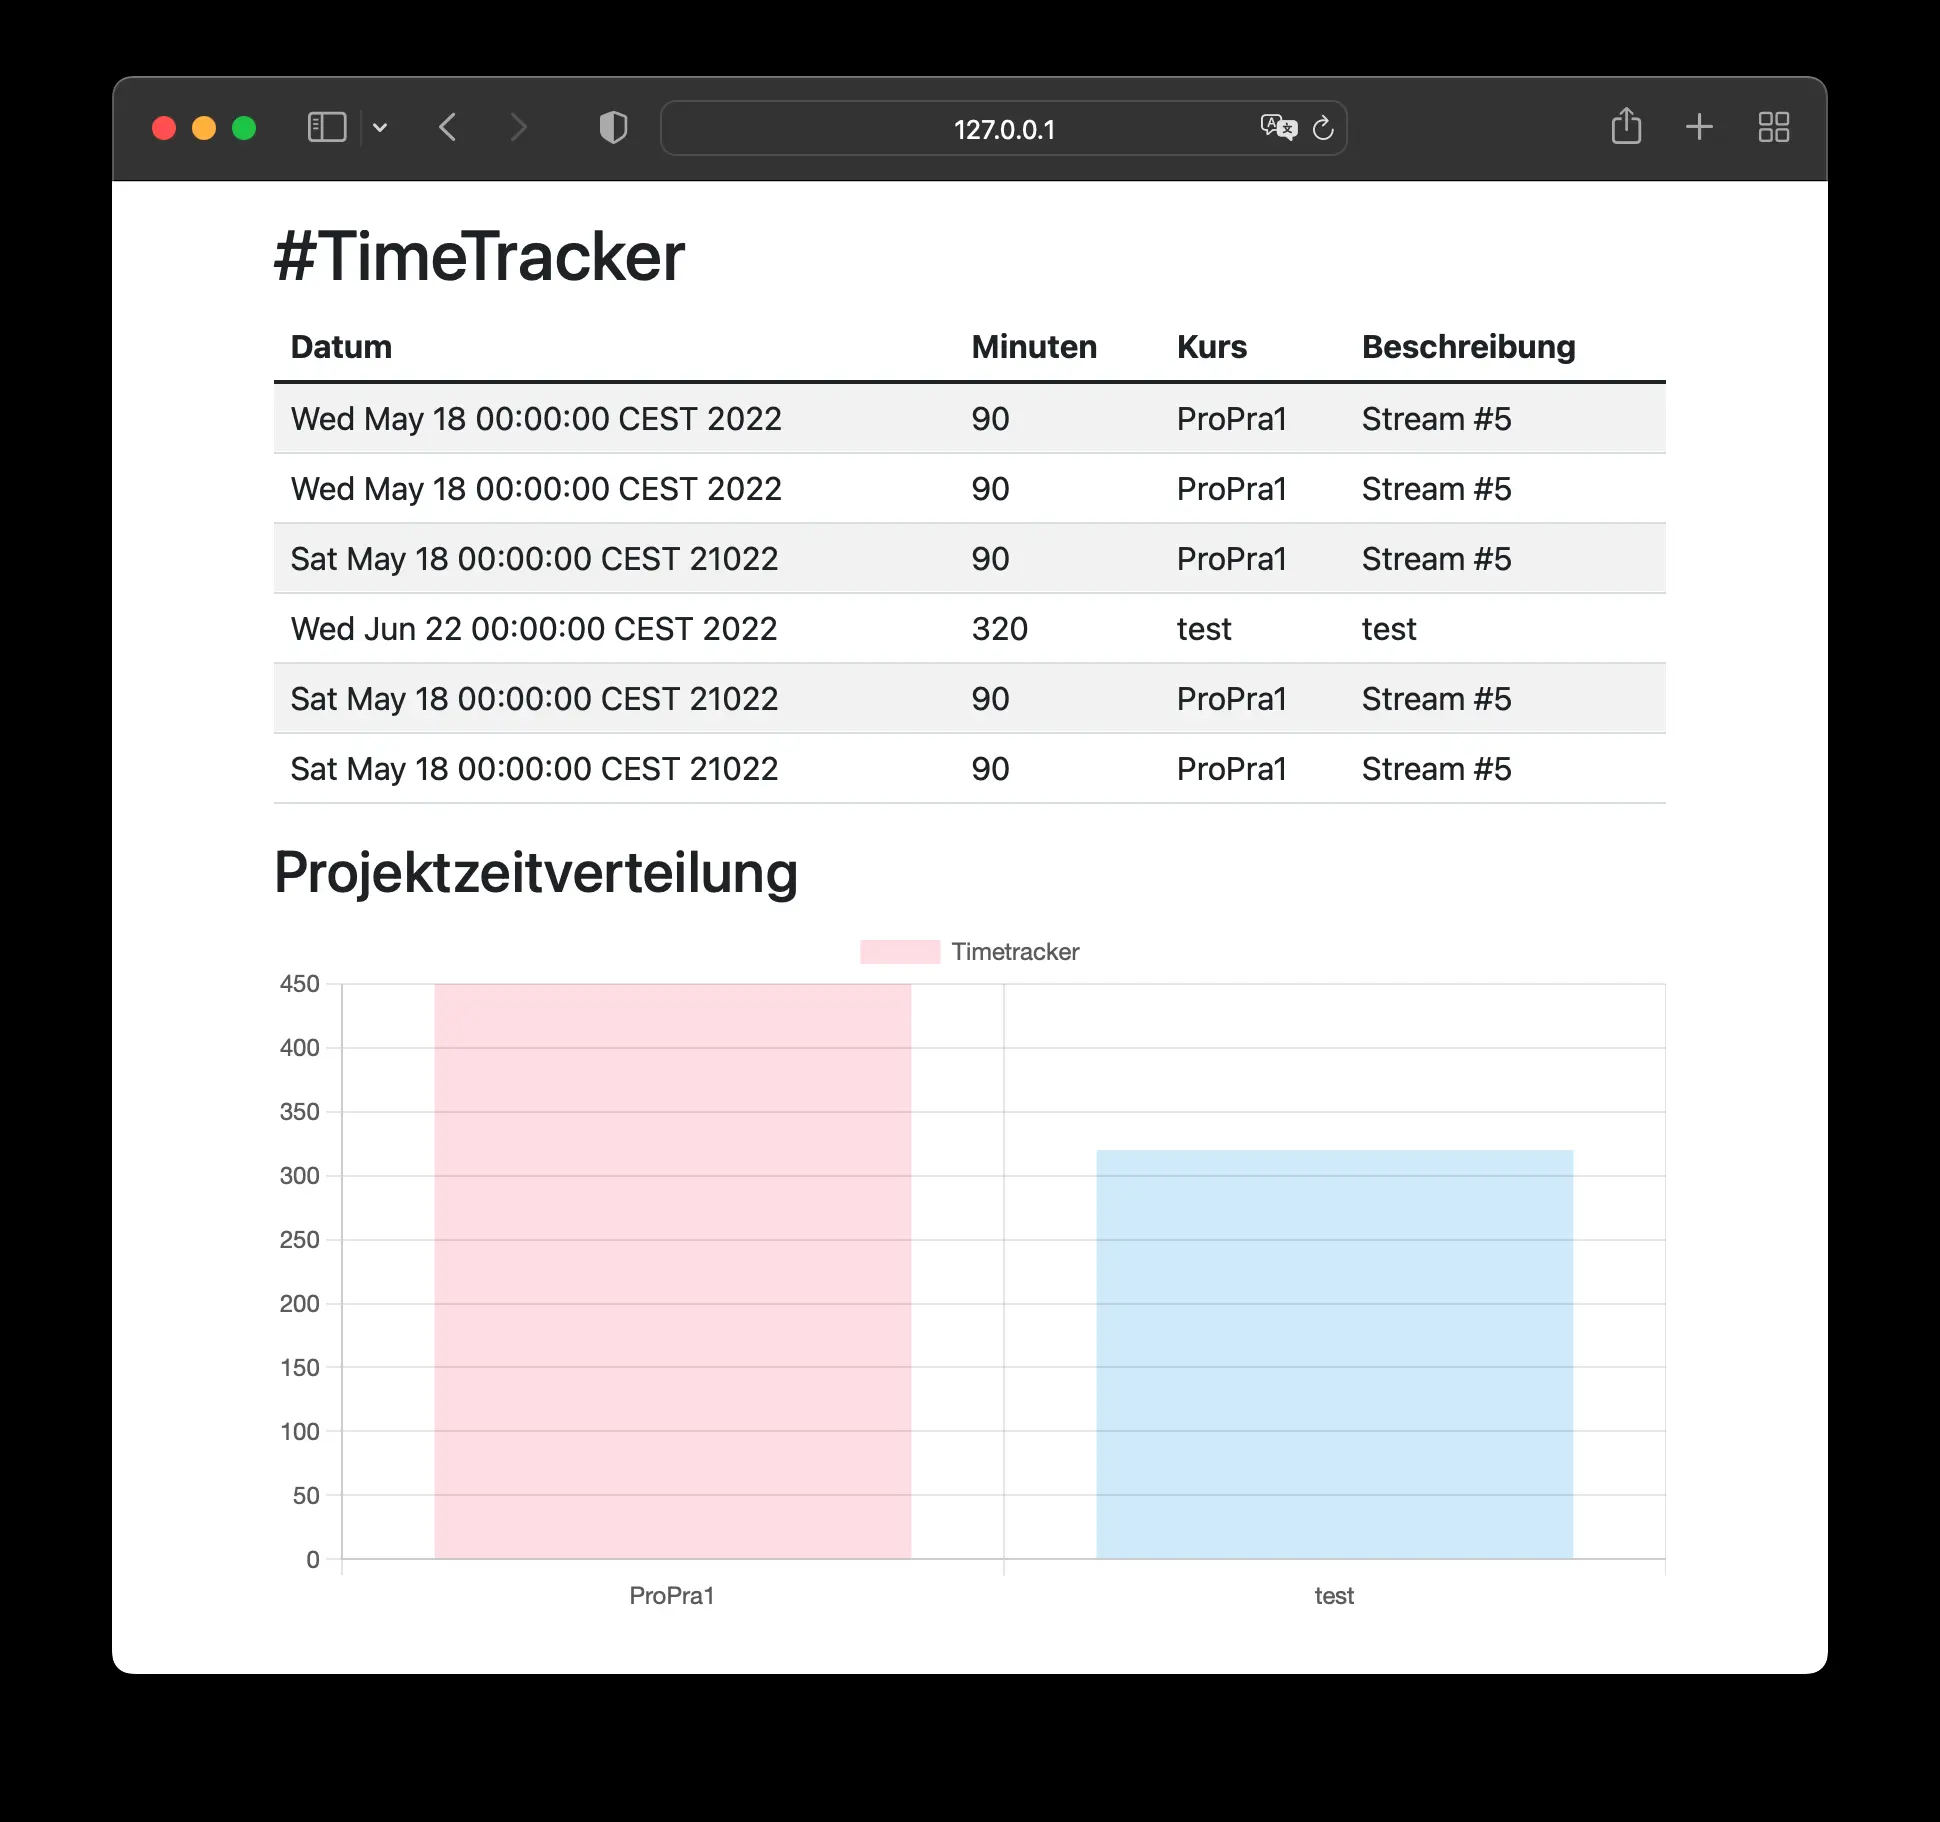 127.0.0.1
#TimeTracker
Datum Minuten Kurs Beschreibung
Wed May 18 00:00:00 CEST 2022 90 ProPra1 Stream #5
Wed May 18 00:00:00 CEST 2022 90 ProPra1 Stream #5
Sat May 18 00:00:00 CEST 21022 90 ProPra1 Stream #5
Wed Jun 22 00:00:00 CEST 2022 320 test test
Sat May 18 00:00:00 CEST 21022 90 ProPra1 Stream #5
Sat May 18 00:00:00 CEST 21022 90 ProPra1 Stream #5
Projektzeitverteilung
Timetracker
450
400
350
300
250
200
150
100
50
0
ProPra1 test